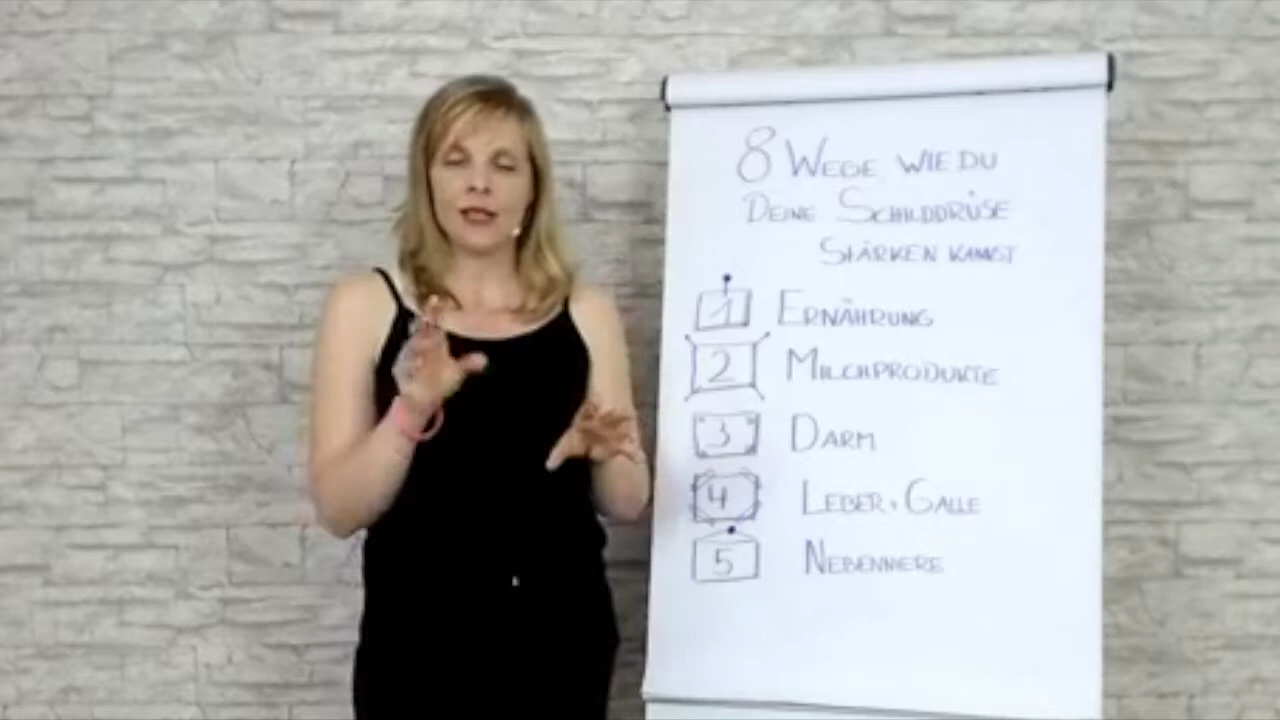 8 WEGE WIE DU
DEINE SCHILDDRÜSE
STÄRKEN KANNST
1 ERNÄHRUNG
2 MILCHPRODUKTE
3 DARM
4 LEBER + GALLE
5 NEBENNIERE